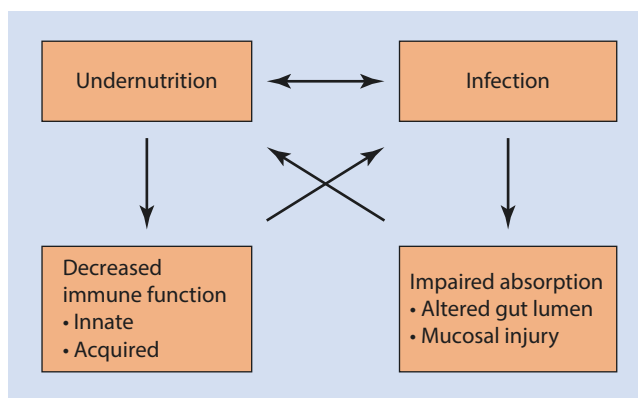 Undernutrition
Infection
Decreased
immune function
• Innate
• Acquired
Impaired absorption
• Altered gut lumen
• Mucosal injury